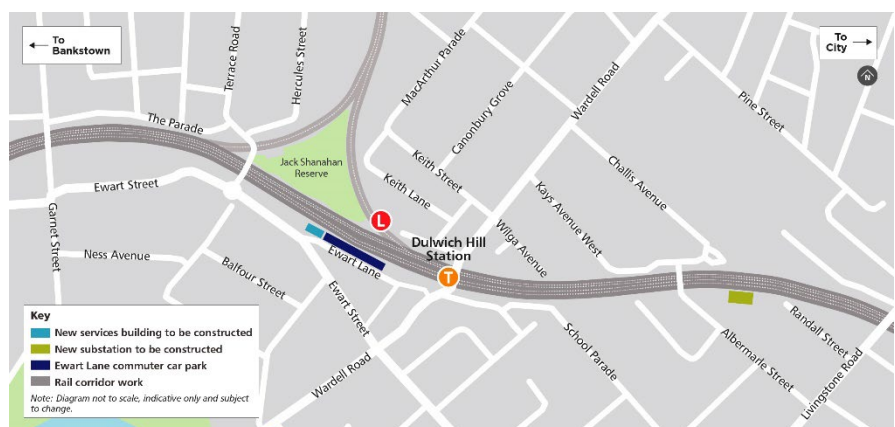 To
Bankstown
To
City
N
Terrace Road
Hercules Street
MacArthur Parade
Canonbury Grove
Wardell Road
Pine Street
The Parade
Jack Shanahan
Reserve
Keith Street
Keith Lane
Challis Avenue
Kays Avenue West
Wilga Avenue
Ewart Street
Garnet Street
Ness Avenue
Balfour Street
L
Dulwich Hill
Station
T
Ewart Lane
Ewart Street
Wardell Road
School Parade
Albermarle Street
Randall Street
Livingstone Road
Key
New services building to be constructed
New substation to be constructed
Ewart Lane commuter car park
Rail corridor work
Note: Diagram not to scale, indicative only and subject
to change.